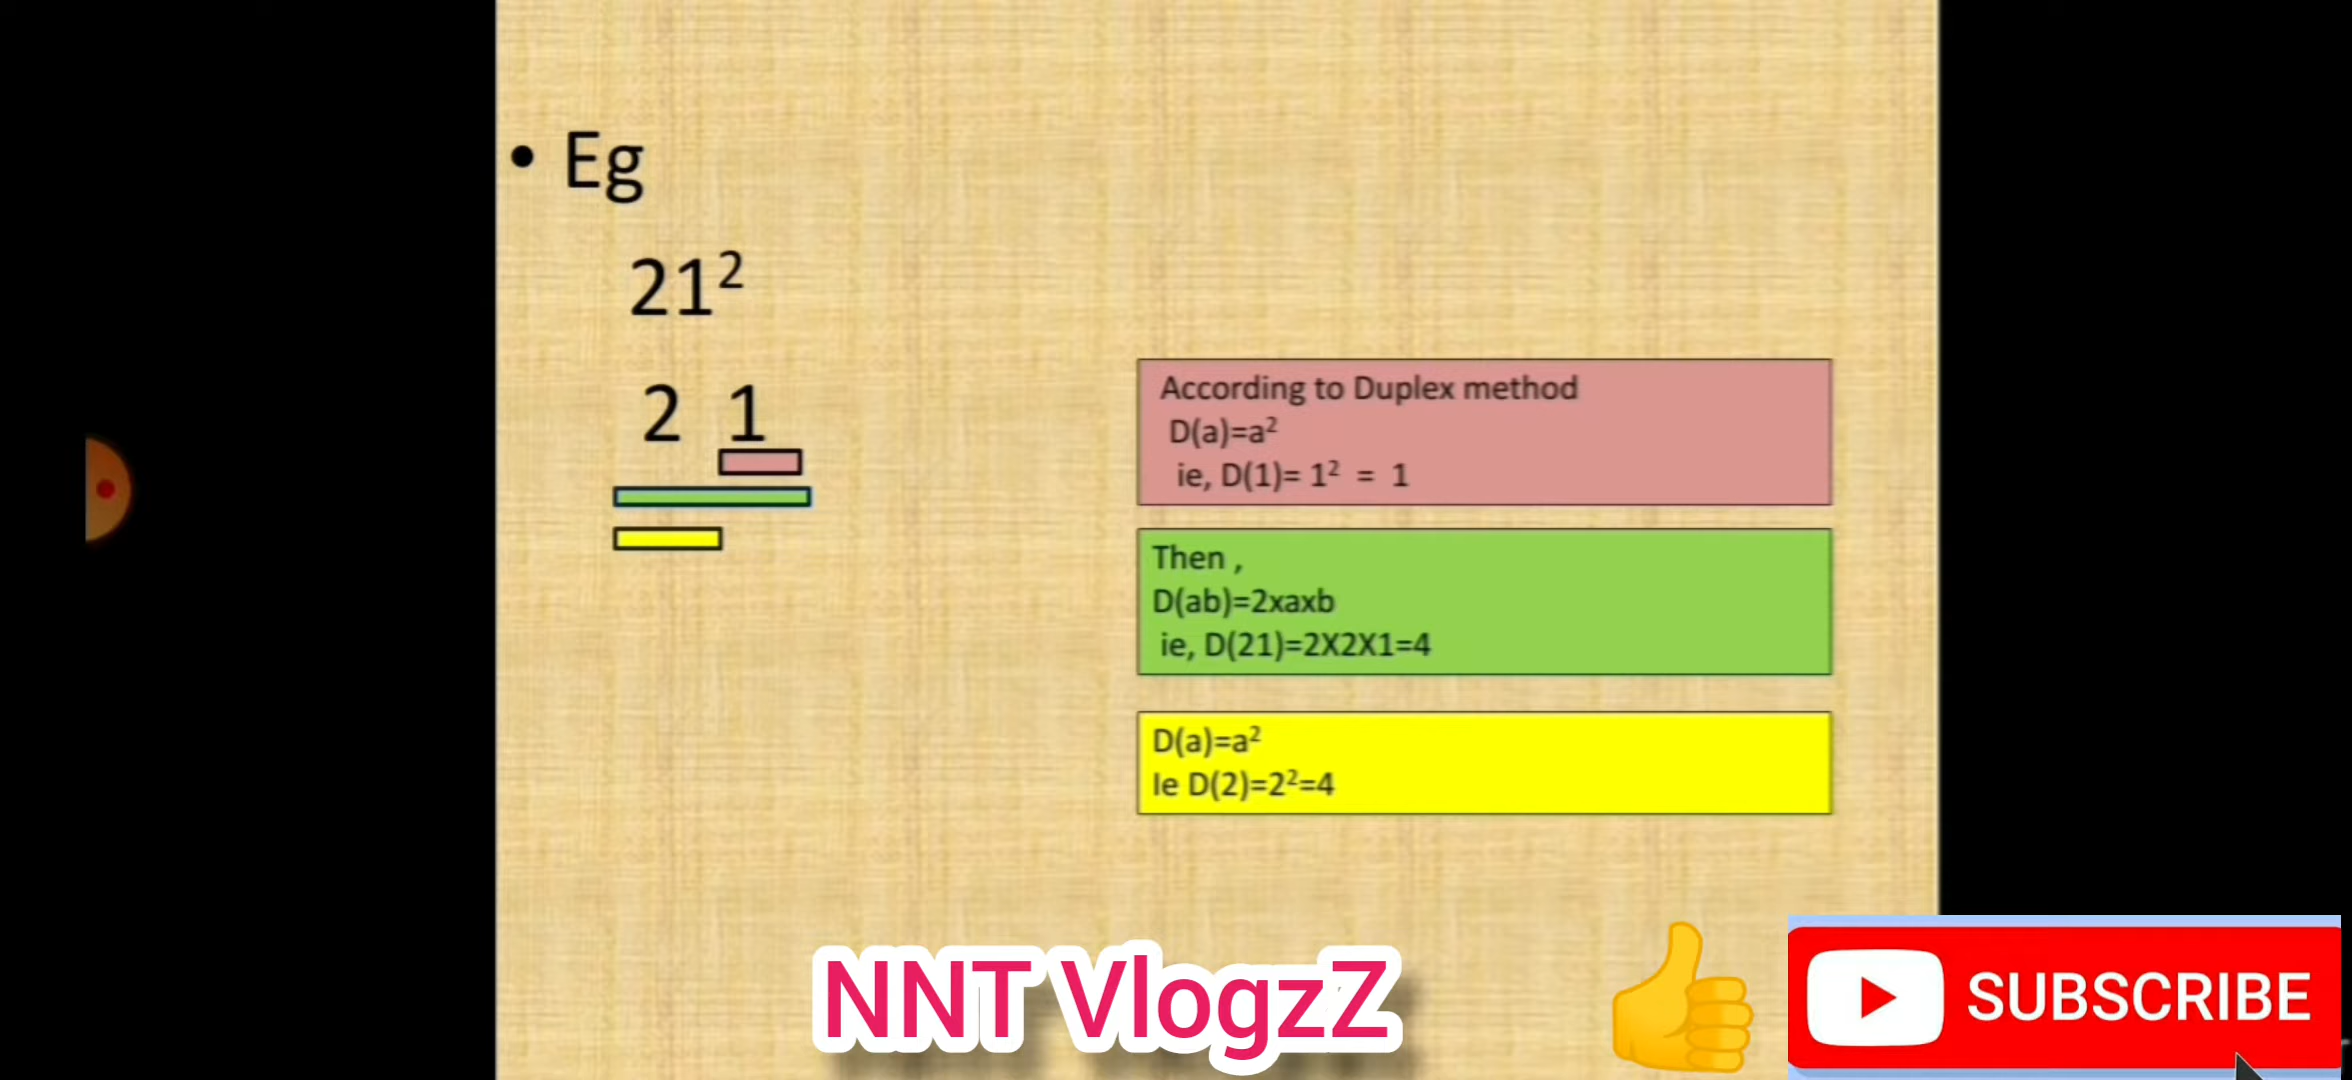 • Eg
21²
2 1
According to Duplex method
D(a)=a²
ie, D(1)= 1² = 1
Then ,
D(ab)=2xaxb
ie, D(21)=2X2X1=4
D(a)=a²
Ie D(2)=2²=4
NNT VlogzZ
SUBSCRIBE